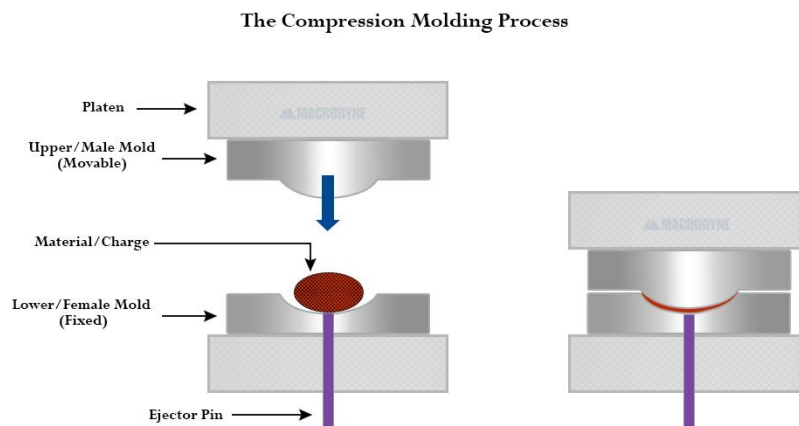 The Compression Molding Process
Platen
MACRODYNE
Upper/Male Mold
(Movable)
Material/Charge
MACRODYNE
Lower/Female Mold
(Fixed)
Ejector Pin